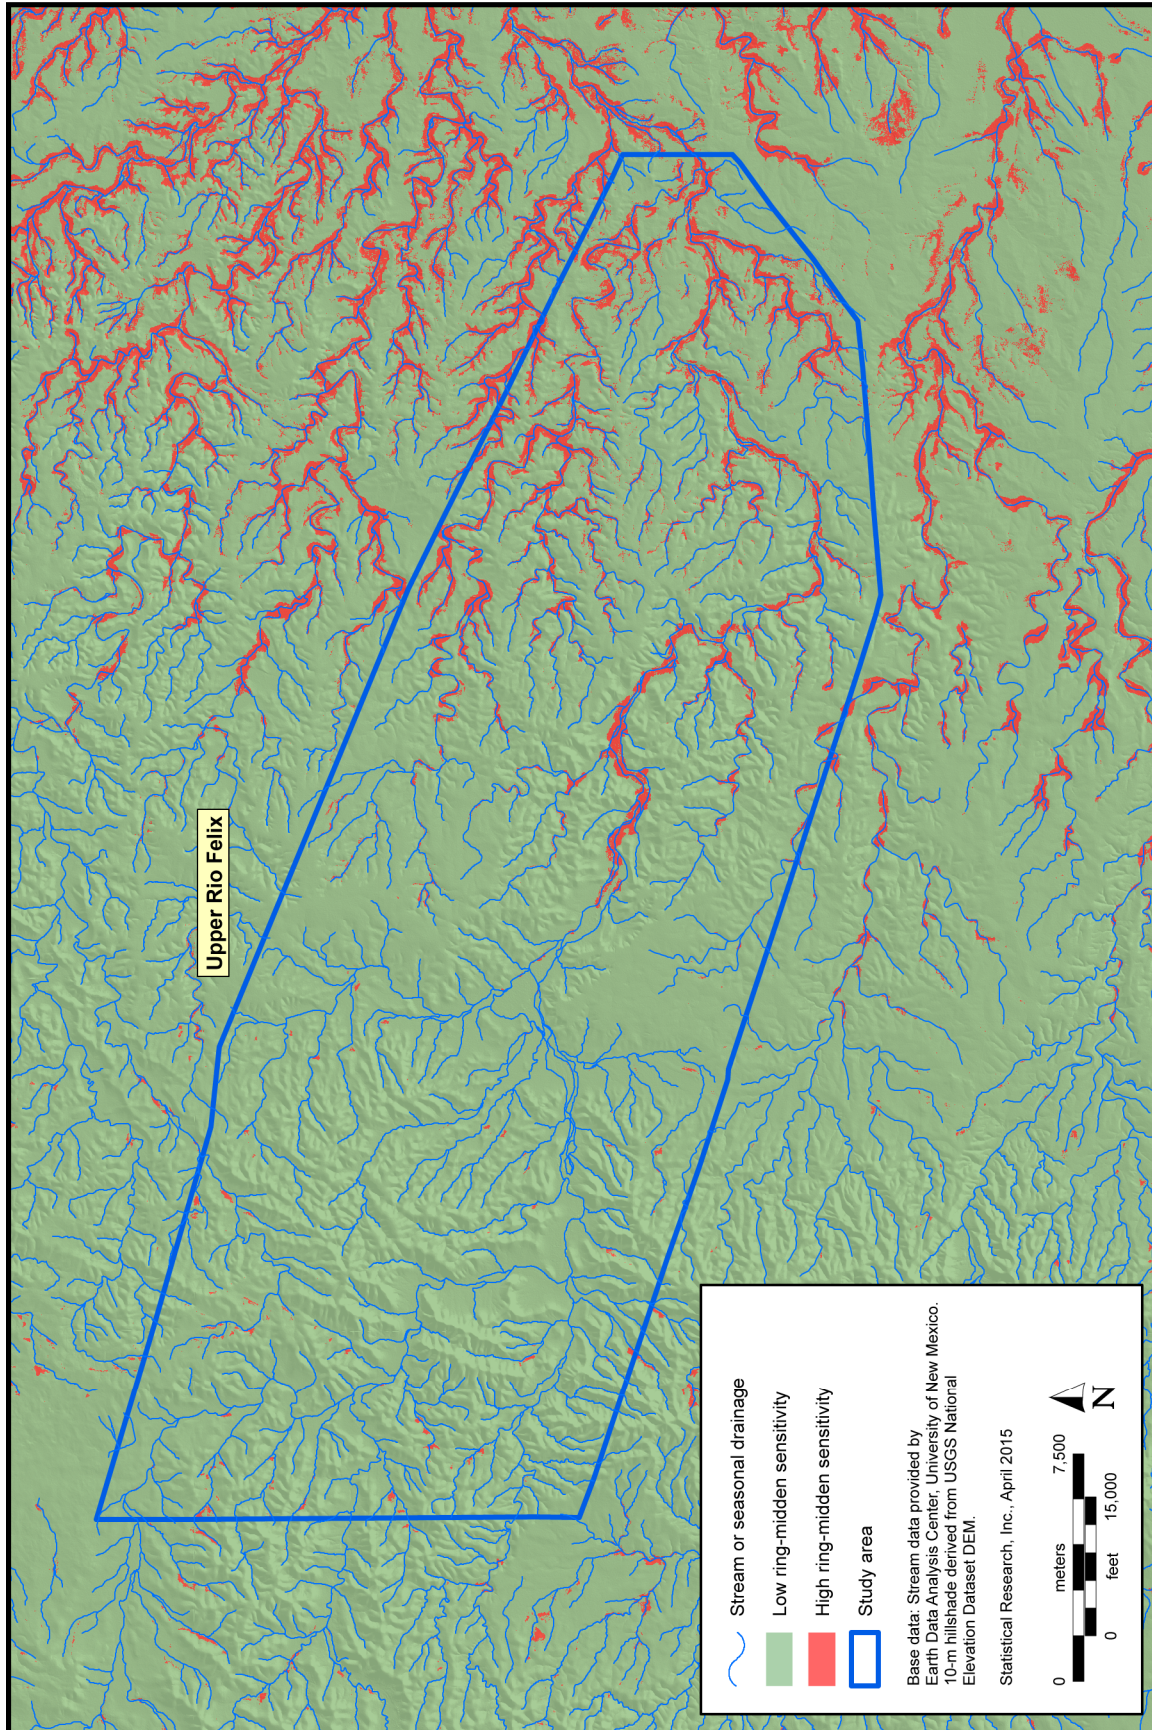 Upper Rio Felix
Stream or seasonal drainage
Low ring-midden sensitivity
High ring-midden sensitivity
Study area
Base data: Stream data provided by
Earth Data Analysis Center, University of New Mexico.
10-m hillshade derived from USGS National
Elevation Dataset DEM.
Statistical Research, Inc., April 2015
0 meters 7,500
0 feet 15,000
N